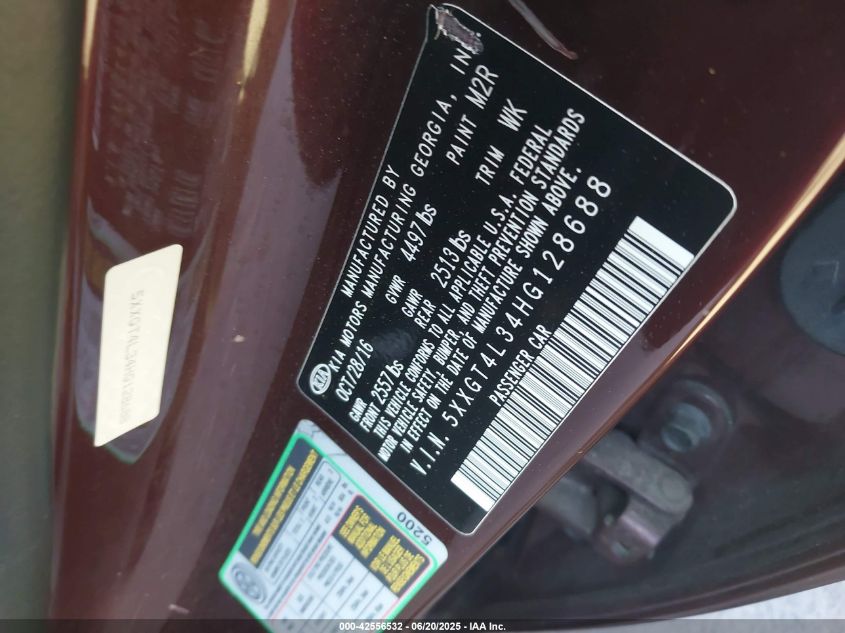 MANUFACTURED BY
KIA MOTORS MANUFACTURING GEORGIA, INC.
OCT/28/16 GVWR 4497lbs PAINT M2R
GAWR GAWR
FRONT 2557lbs REAR 2513lbs TRIM WK
THIS VEHICLE CONFORMS TO ALL APPLICABLE U.S.A. FEDERAL
MOTOR VEHICLE SAFETY, BUMPER, AND THEFT PREVENTION STANDARDS
IN EFFECT ON THE DATE OF MANUFACTURE SHOWN ABOVE.
V.I.N. 5XXGT4L34HG128688
PASSENGER CAR
5XXGT4L34HG128688
5200
000-42556532 - 06/20/2025 - IAA Inc.